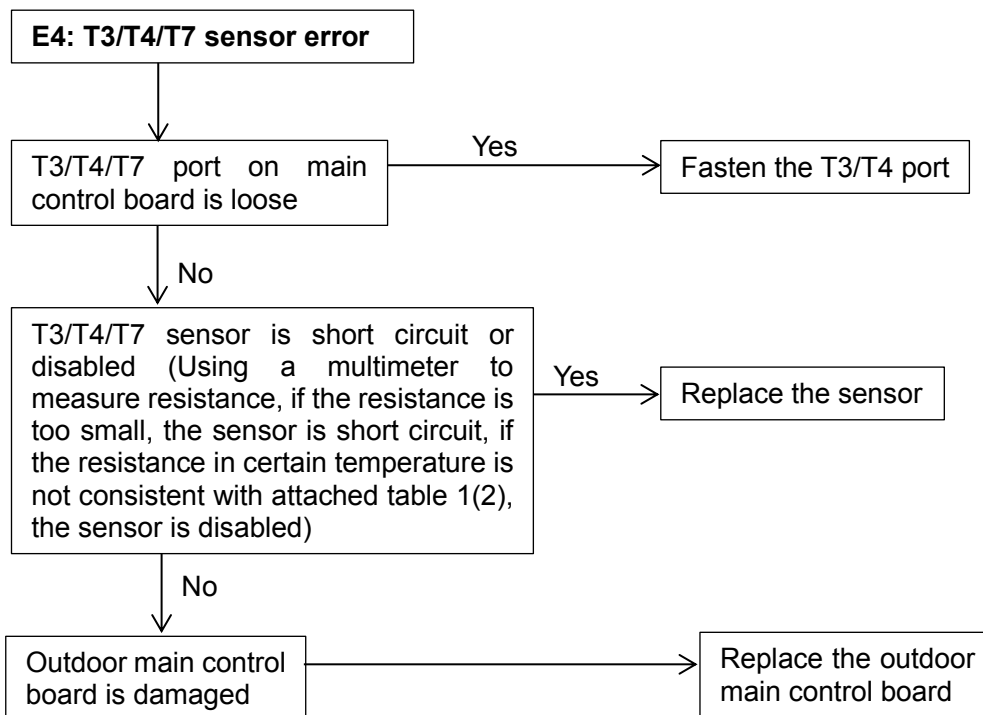 E4: T3/T4/T7 sensor error
T3/T4/T7 port on main
control board is loose
Yes
Fasten the T3/T4 port
No
T3/T4/T7 sensor is short circuit or
disabled (Using a multimeter to
measure resistance, if the resistance is
too small, the sensor is short circuit, if
the resistance in certain temperature is
not consistent with attached table 1(2),
the sensor is disabled)
Yes
Replace the sensor
No
Outdoor main control
board is damaged
Replace the outdoor
main control board